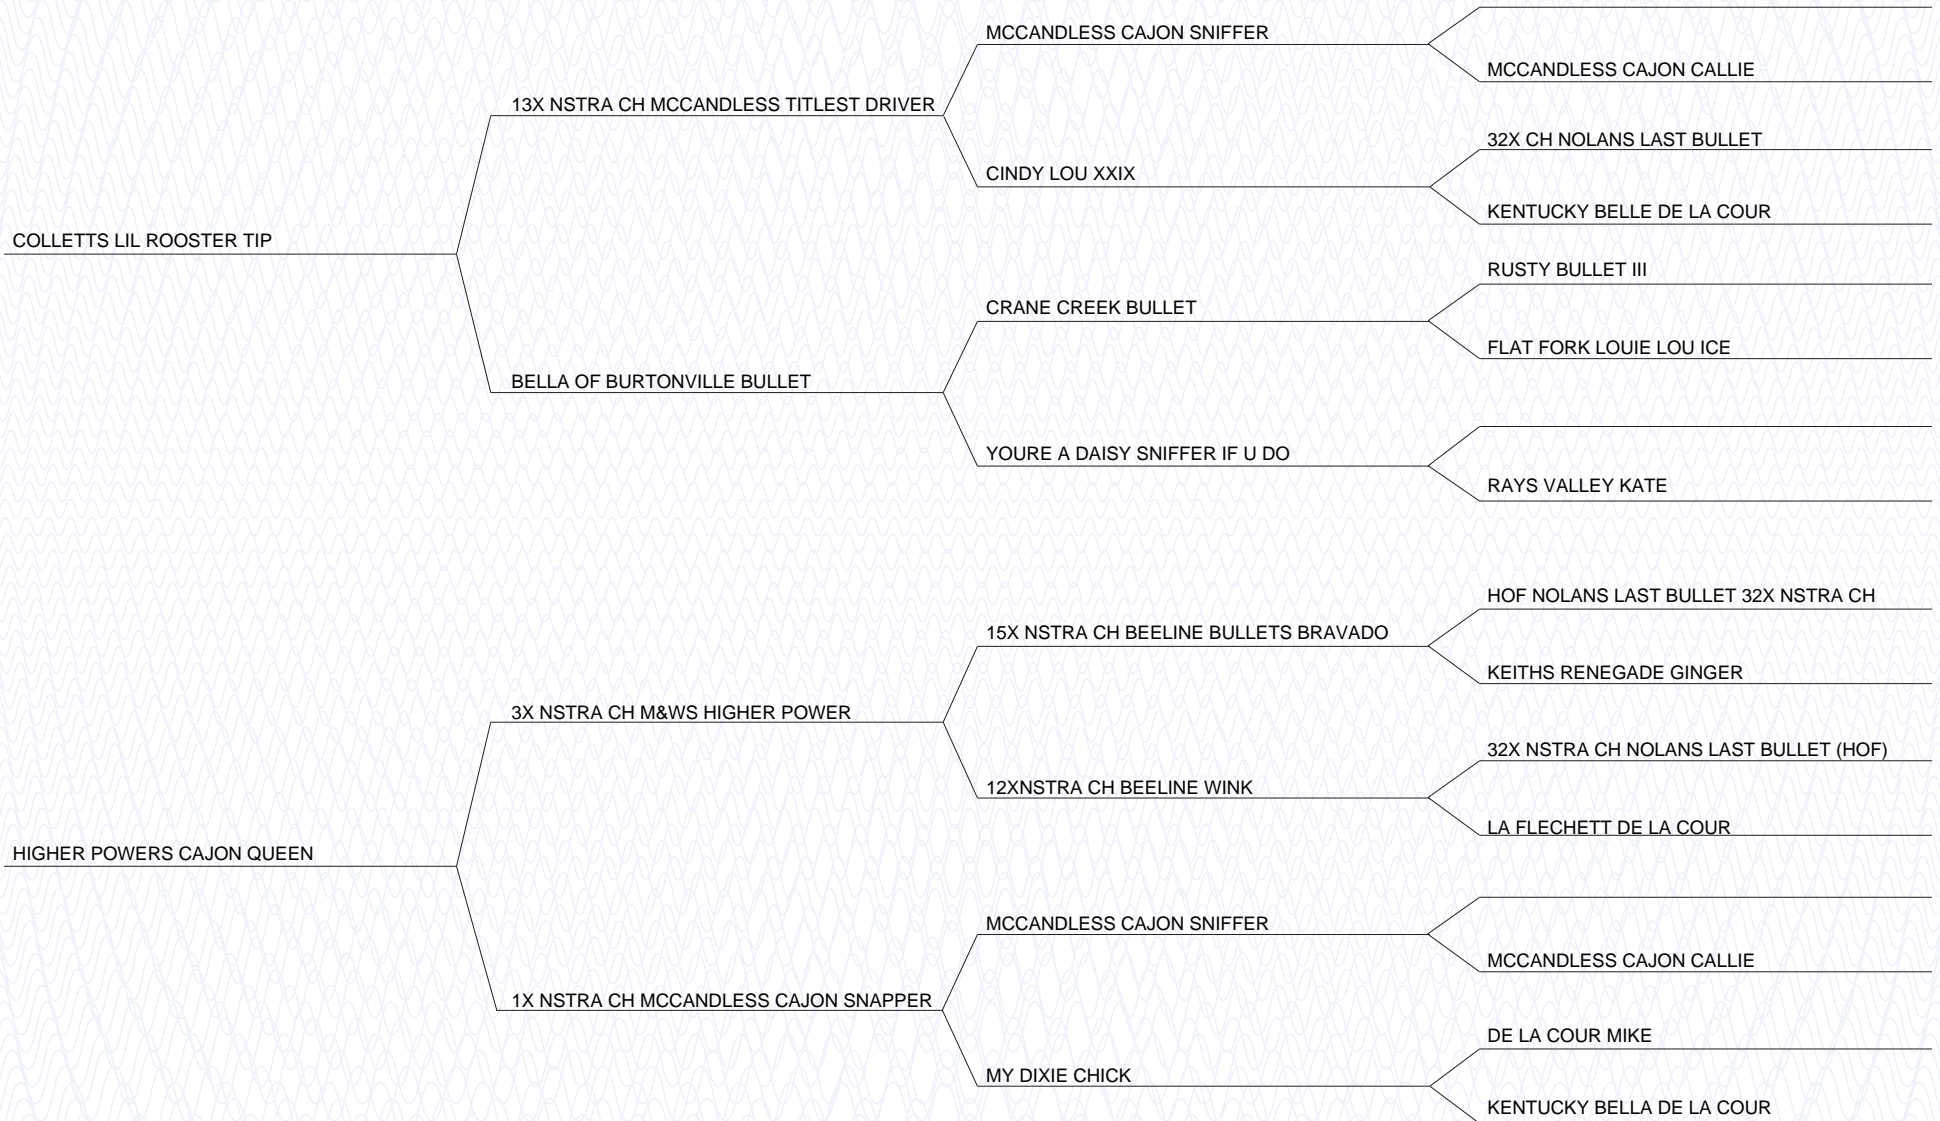 MCCANDLESS CAJON SNIFFER
MCCANDLESS CAJON CALLIE
13X NSTRA CH MCCANDLESS TITLEST DRIVER
32X CH NOLANS LAST BULLET
CINDY LOU XXIX
KENTUCKY BELLE DE LA COUR
COLLETTS LIL ROOSTER TIP
RUSTY BULLET III
CRANE CREEK BULLET
FLAT FORK LOUIE LOU ICE
BELLA OF BURTONVILLE BULLET
YOURE A DAISY SNIFFER IF U DO
RAYS VALLEY KATE
HOF NOLANS LAST BULLET 32X NSTRA CH
15X NSTRA CH BEELINE BULLETS BRAVADO
KEITHS RENEGADE GINGER
3X NSTRA CH M&WS HIGHER POWER
32X NSTRA CH NOLANS LAST BULLET (HOF)
12XNSTRA CH BEELINE WINK
LA FLECHETT DE LA COUR
HIGHER POWERS CAJON QUEEN
MCCANDLESS CAJON SNIFFER
MCCANDLESS CAJON CALLIE
1X NSTRA CH MCCANDLESS CAJON SNAPPER
DE LA COUR MIKE
MY DIXIE CHICK
KENTUCKY BELLA DE LA COUR